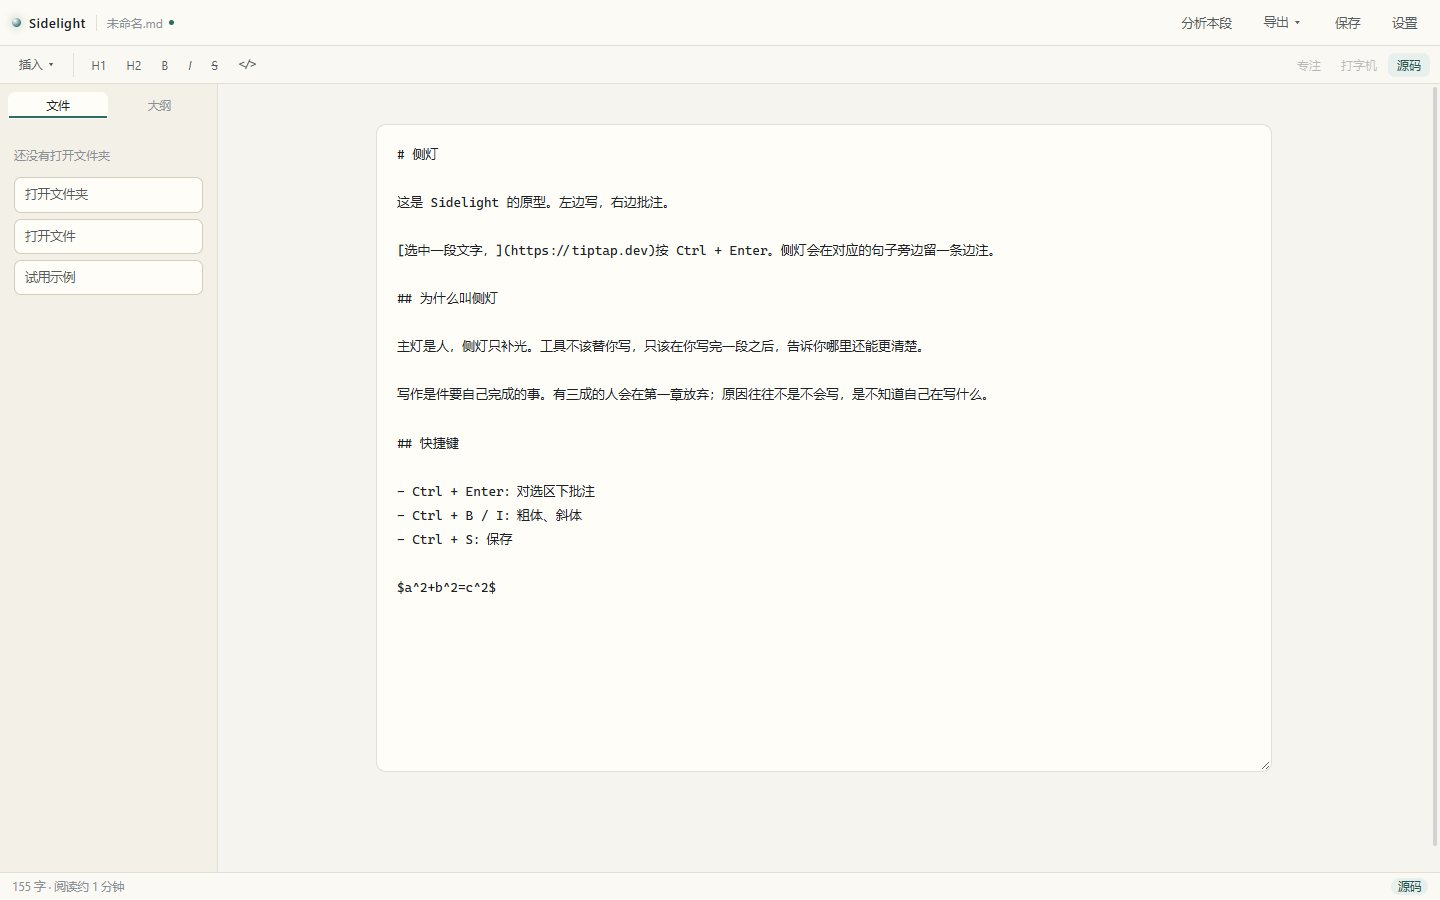 Sidelight
未命名.md
分析本段
导出
保存
设置
插入
H1
H2
B
I
S
</>
专注
打字机
源码
文件
大纲
还没有打开文件夹
打开文件夹
打开文件
试用示例
# 侧灯
这是 Sidelight 的原型。左边写，右边批注。
[选中一段文字，](https://tiptap.dev)按 Ctrl + Enter。侧灯会在对应的句子旁边留一条边注。
## 为什么叫侧灯
主灯是人，侧灯只补光。工具不该替你写，只该在你写完一段之后，告诉你哪里还能更清楚。
写作是件要自己完成的事。有三成的人会在第一章放弃；原因往往不是不会写，是不知道自己在写什么。
## 快捷键
- Ctrl + Enter：对选区下批注
- Ctrl + B / I：粗体、斜体
- Ctrl + S：保存
$a^2+b^2=c^2$
155 字 · 阅读约 1 分钟
源码